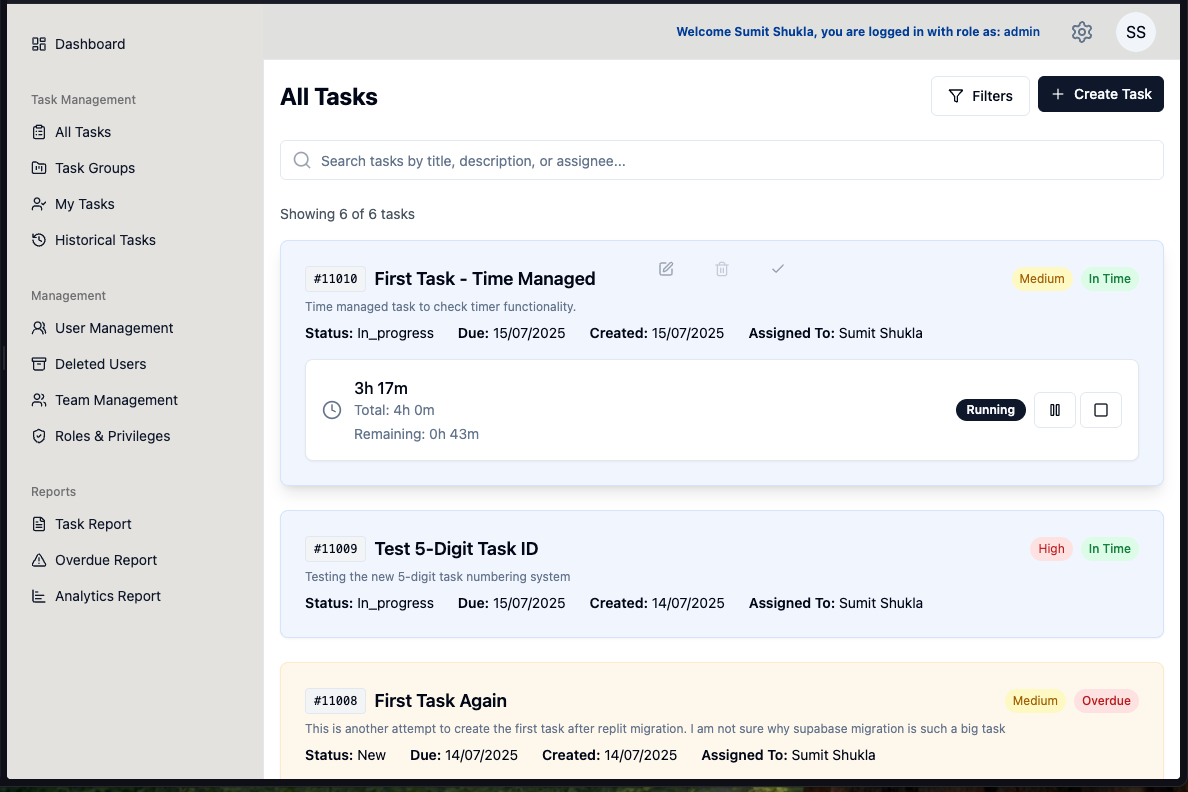 Dashboard
Task Management
All Tasks
Task Groups
My Tasks
Historical Tasks
Management
User Management
Deleted Users
Team Management
Roles & Privileges
Reports
Task Report
Overdue Report
Analytics Report
Welcome Sumit Shukla, you are logged in with role as: admin
SS
All Tasks
Filters
Create Task
Search tasks by title, description, or assignee...
Showing 6 of 6 tasks
#11010 First Task - Time Managed Medium In Time
Time managed task to check timer functionality.
Status: In_progress Due: 15/07/2025 Created: 15/07/2025 Assigned To: Sumit Shukla
3h 17m
Total: 4h 0m
Remaining: 0h 43m
Running
#11009 Test 5-Digit Task ID High In Time
Testing the new 5-digit task numbering system
Status: In_progress Due: 15/07/2025 Created: 14/07/2025 Assigned To: Sumit Shukla
#11008 First Task Again Medium Overdue
This is another attempt to create the first task after replit migration. I am not sure why supabase migration is such a big task
Status: New Due: 14/07/2025 Created: 14/07/2025 Assigned To: Sumit Shukla